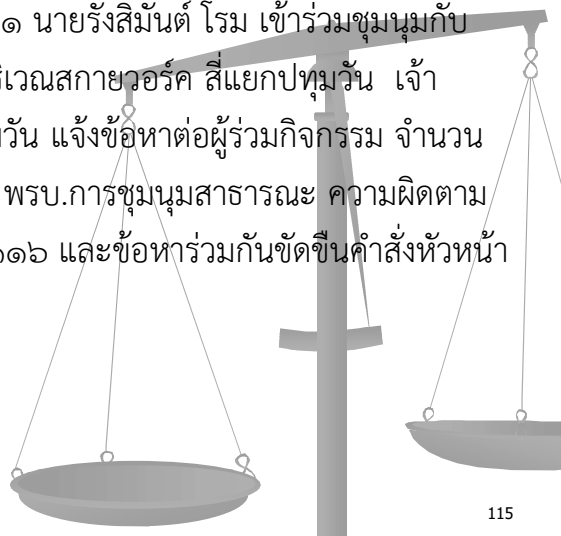 ๑ นายรังสิมันต์ โรม เข้าร่วมชุมนุมกับ
ริเวณสกายวอร์ค สี่แยกปทุมวัน เจ้า
มวัน แจ้งข้อหาต่อผู้ร่วมกิจกรรม จำนวน
พรบ.การชุมนุมสาธารณะ ความผิดตาม
๑๑๖ และข้อหาร่วมกันขัดขืนคำสั่งหัวหน้า
115